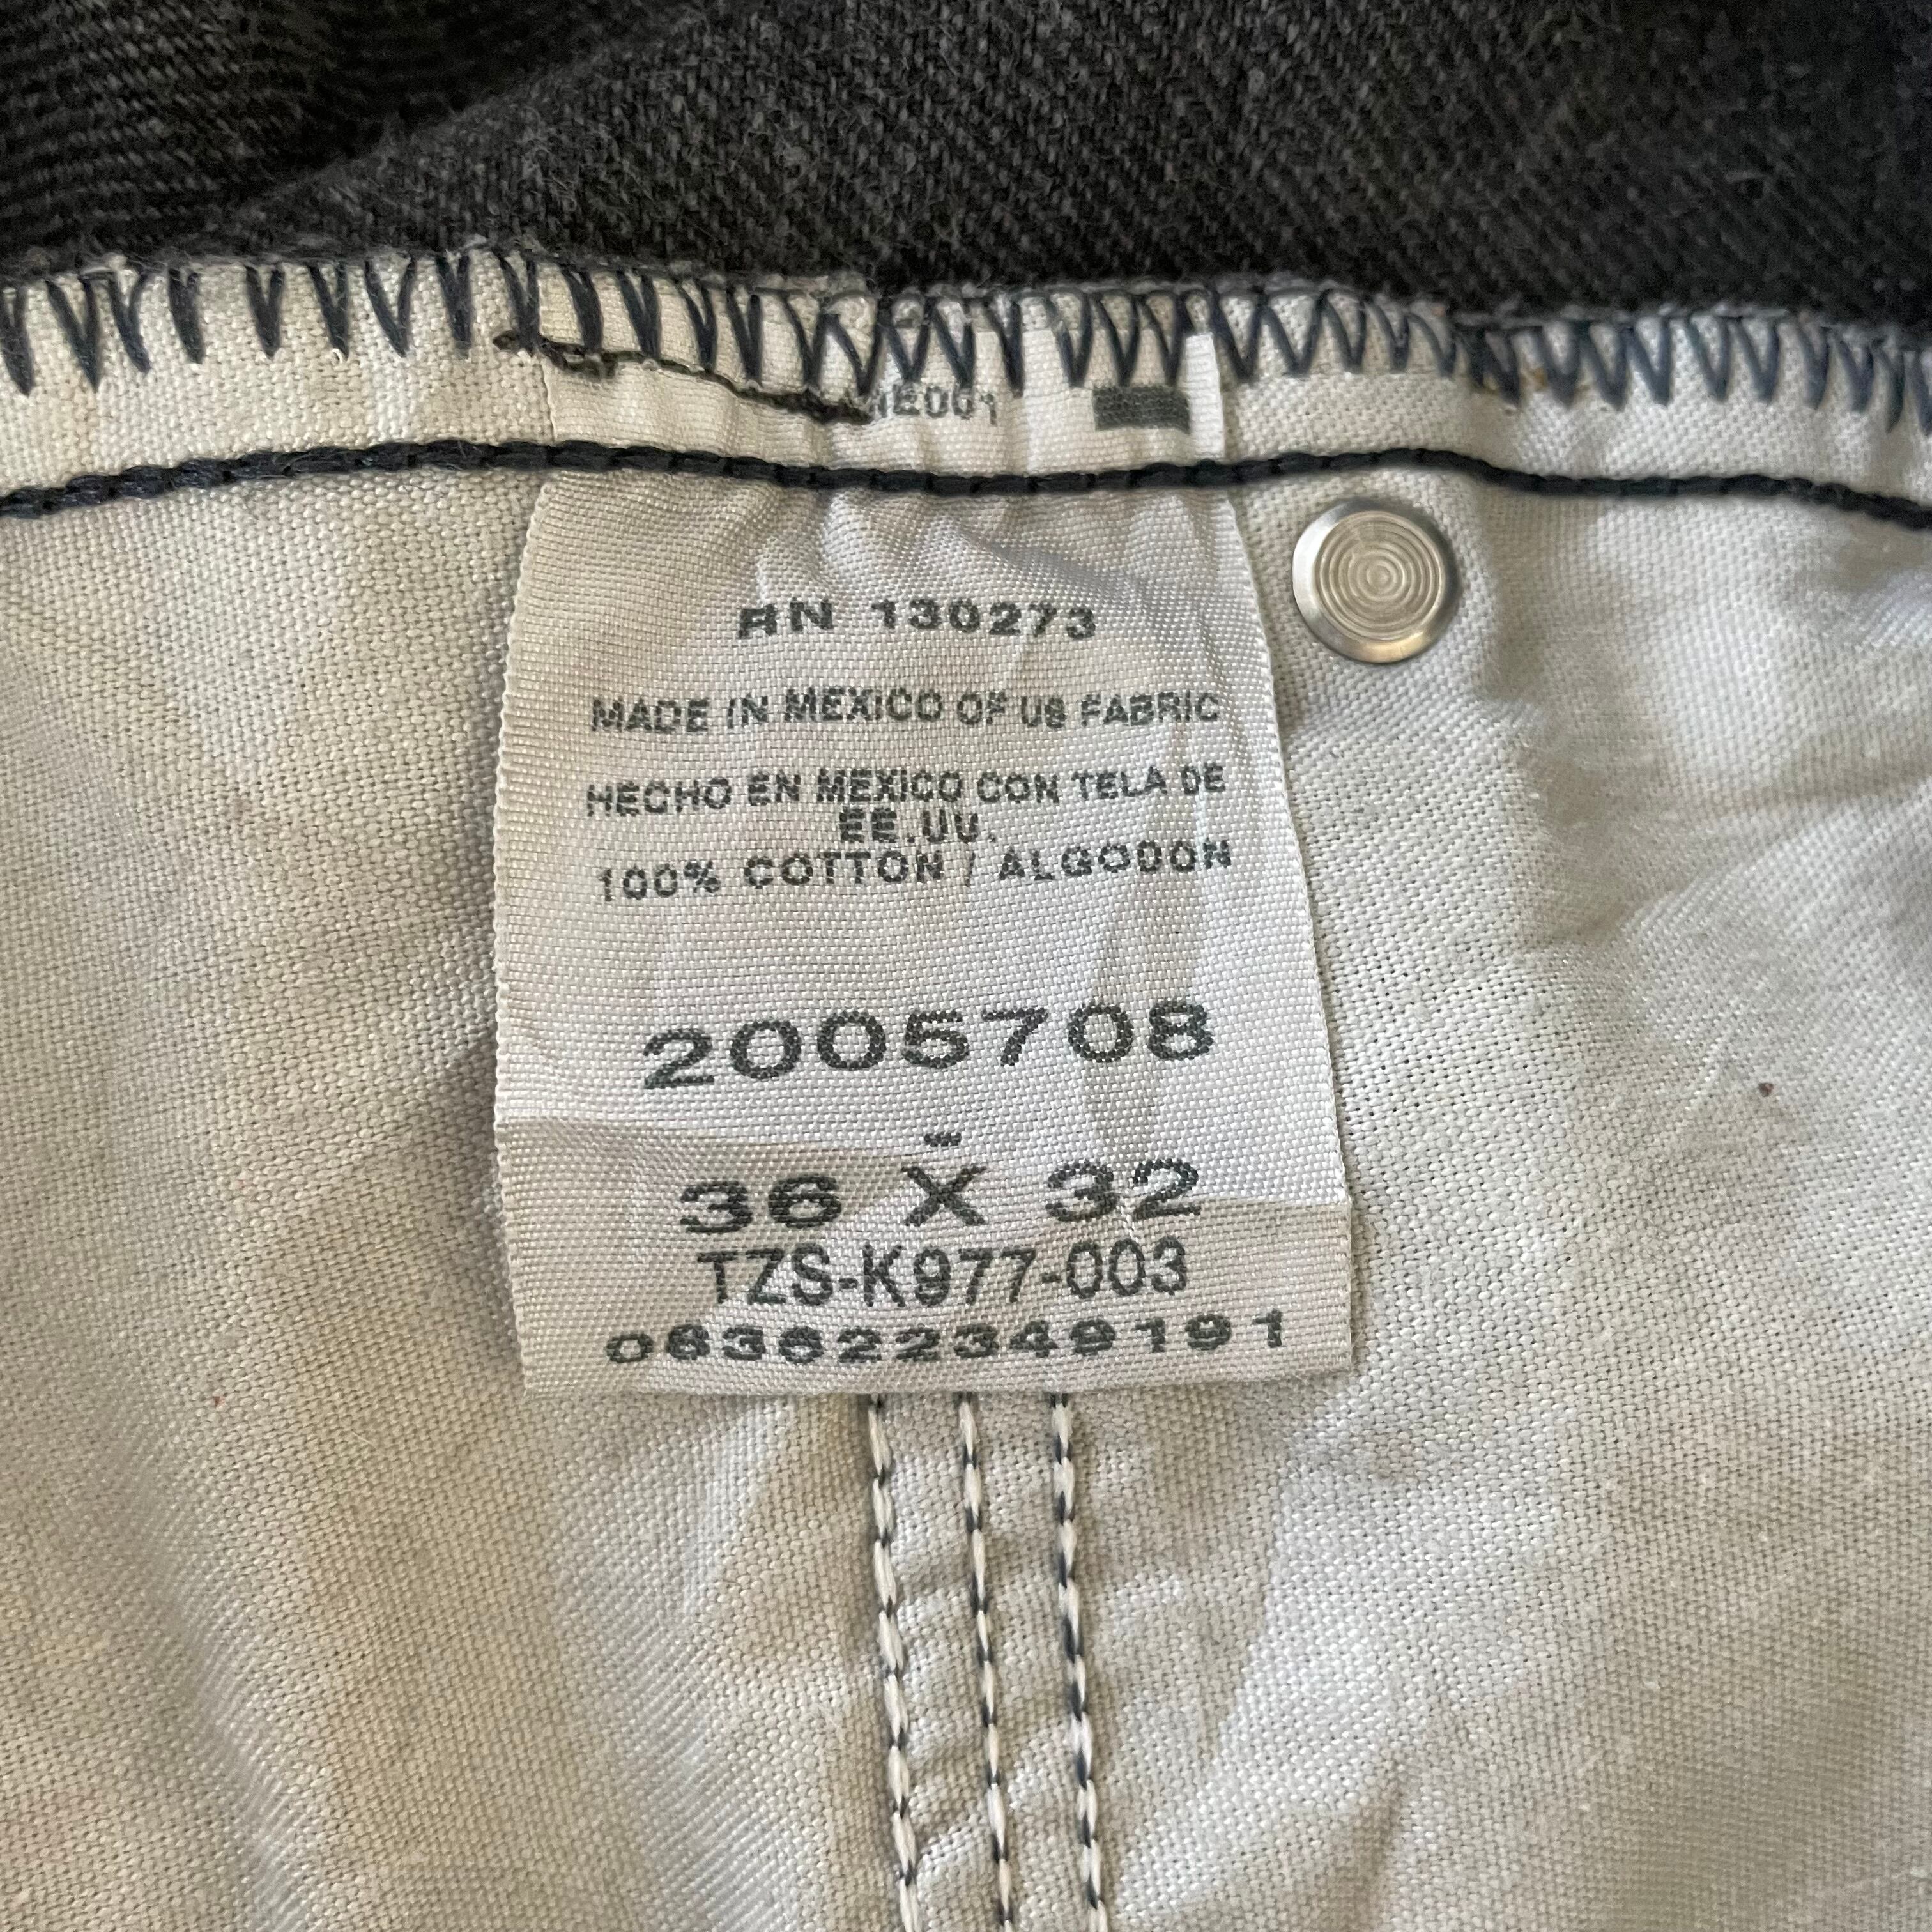 RN 130273
MADE IN MEXICO OF US FABRIC
HECHO EN MEXICO CON TELA DE
EE.UU.
100% COTTON / ALGODON
2005708
-
36 X 32
TZS-K977-003
063622349191